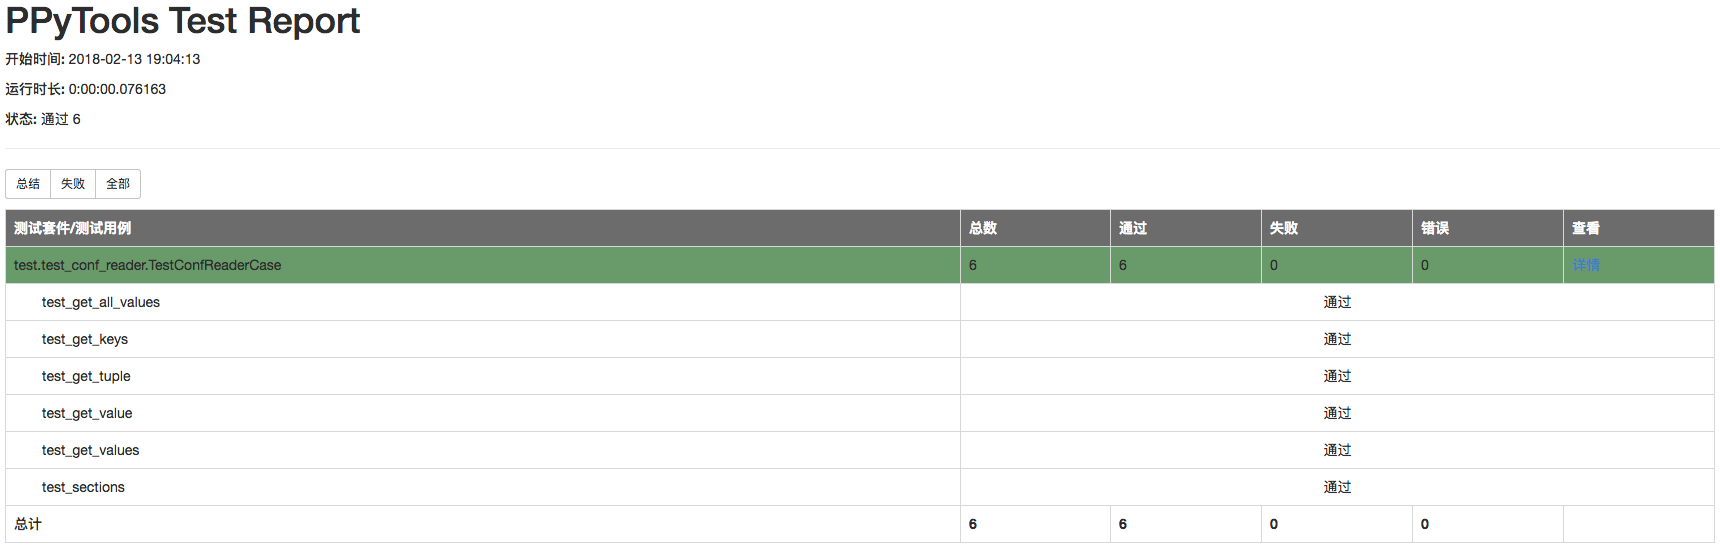 PPyTools Test Report
开始时间: 2018-02-13 19:04:13
运行时长: 0:00:00.076163
状态: 通过 6
总结 失败 全部
测试套件/测试用例 总数 通过 失败 错误 查看
test.test_conf_reader.TestConfReaderCase 6 6 0 0 详情
test_get_all_values 通过
test_get_keys 通过
test_get_tuple 通过
test_get_value 通过
test_get_values 通过
test_sections 通过
总计 6 6 0 0